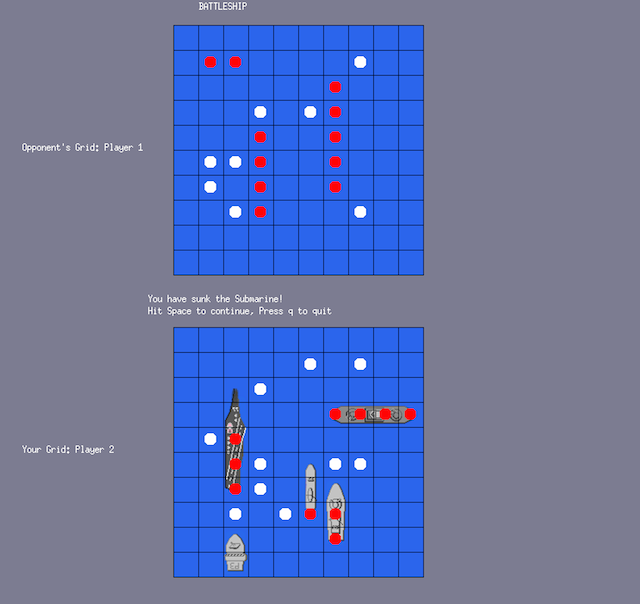 BATTLESHIP
Opponent's Grid: Player 1
You have sunk the Submarine!
Hit Space to continue, Press q to quit
Your Grid: Player 2